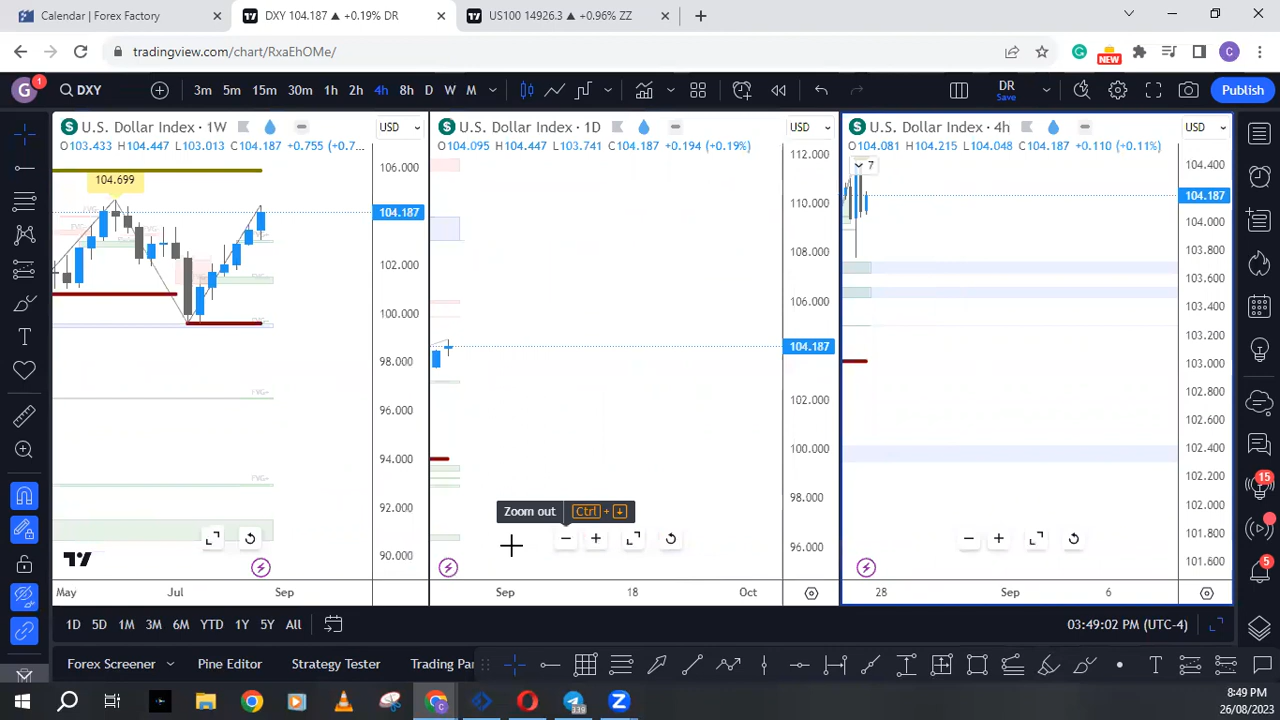 Calendar | Forex Factory
DXY 104.187 ▲ +0.19% DR
US100 14926.3 ▲ +0.96% ZZ
tradingview.com/chart/RxaEhOMe/
NEW
C
G 1
DXY
3m 5m 15m 30m 1h 2h 4h 8h D W M
DR
Save
Publish
U.S. Dollar Index · 1W
USD
O103.433 H104.447 L103.013 C104.187 +0.755 (+0.7...
104.699
106.000
104.187
102.000
100.000
98.000
96.000
94.000
92.000
90.000
May Jul Sep
U.S. Dollar Index · 1D
USD
O104.095 H104.447 L103.741 C104.187 +0.194 (+0.19%)
112.000
110.000
108.000
106.000
104.187
102.000
100.000
98.000
96.000
Zoom out Ctrl + ↓
Sep 18 Oct
U.S. Dollar Index · 4h
USD
O104.081 H104.215 L104.048 C104.187 +0.110 (+0.11%)
7
104.400
104.187
104.000
103.800
103.600
103.400
103.200
103.000
102.800
102.600
102.400
102.200
102.000
101.800
101.600
28 Sep 6
15
5
1D 5D 1M 3M 6M YTD 1Y 5Y All
03:49:02 PM (UTC-4)
Forex Screener Pine Editor Strategy Tester Trading Pa
339
8:49 PM
26/08/2023